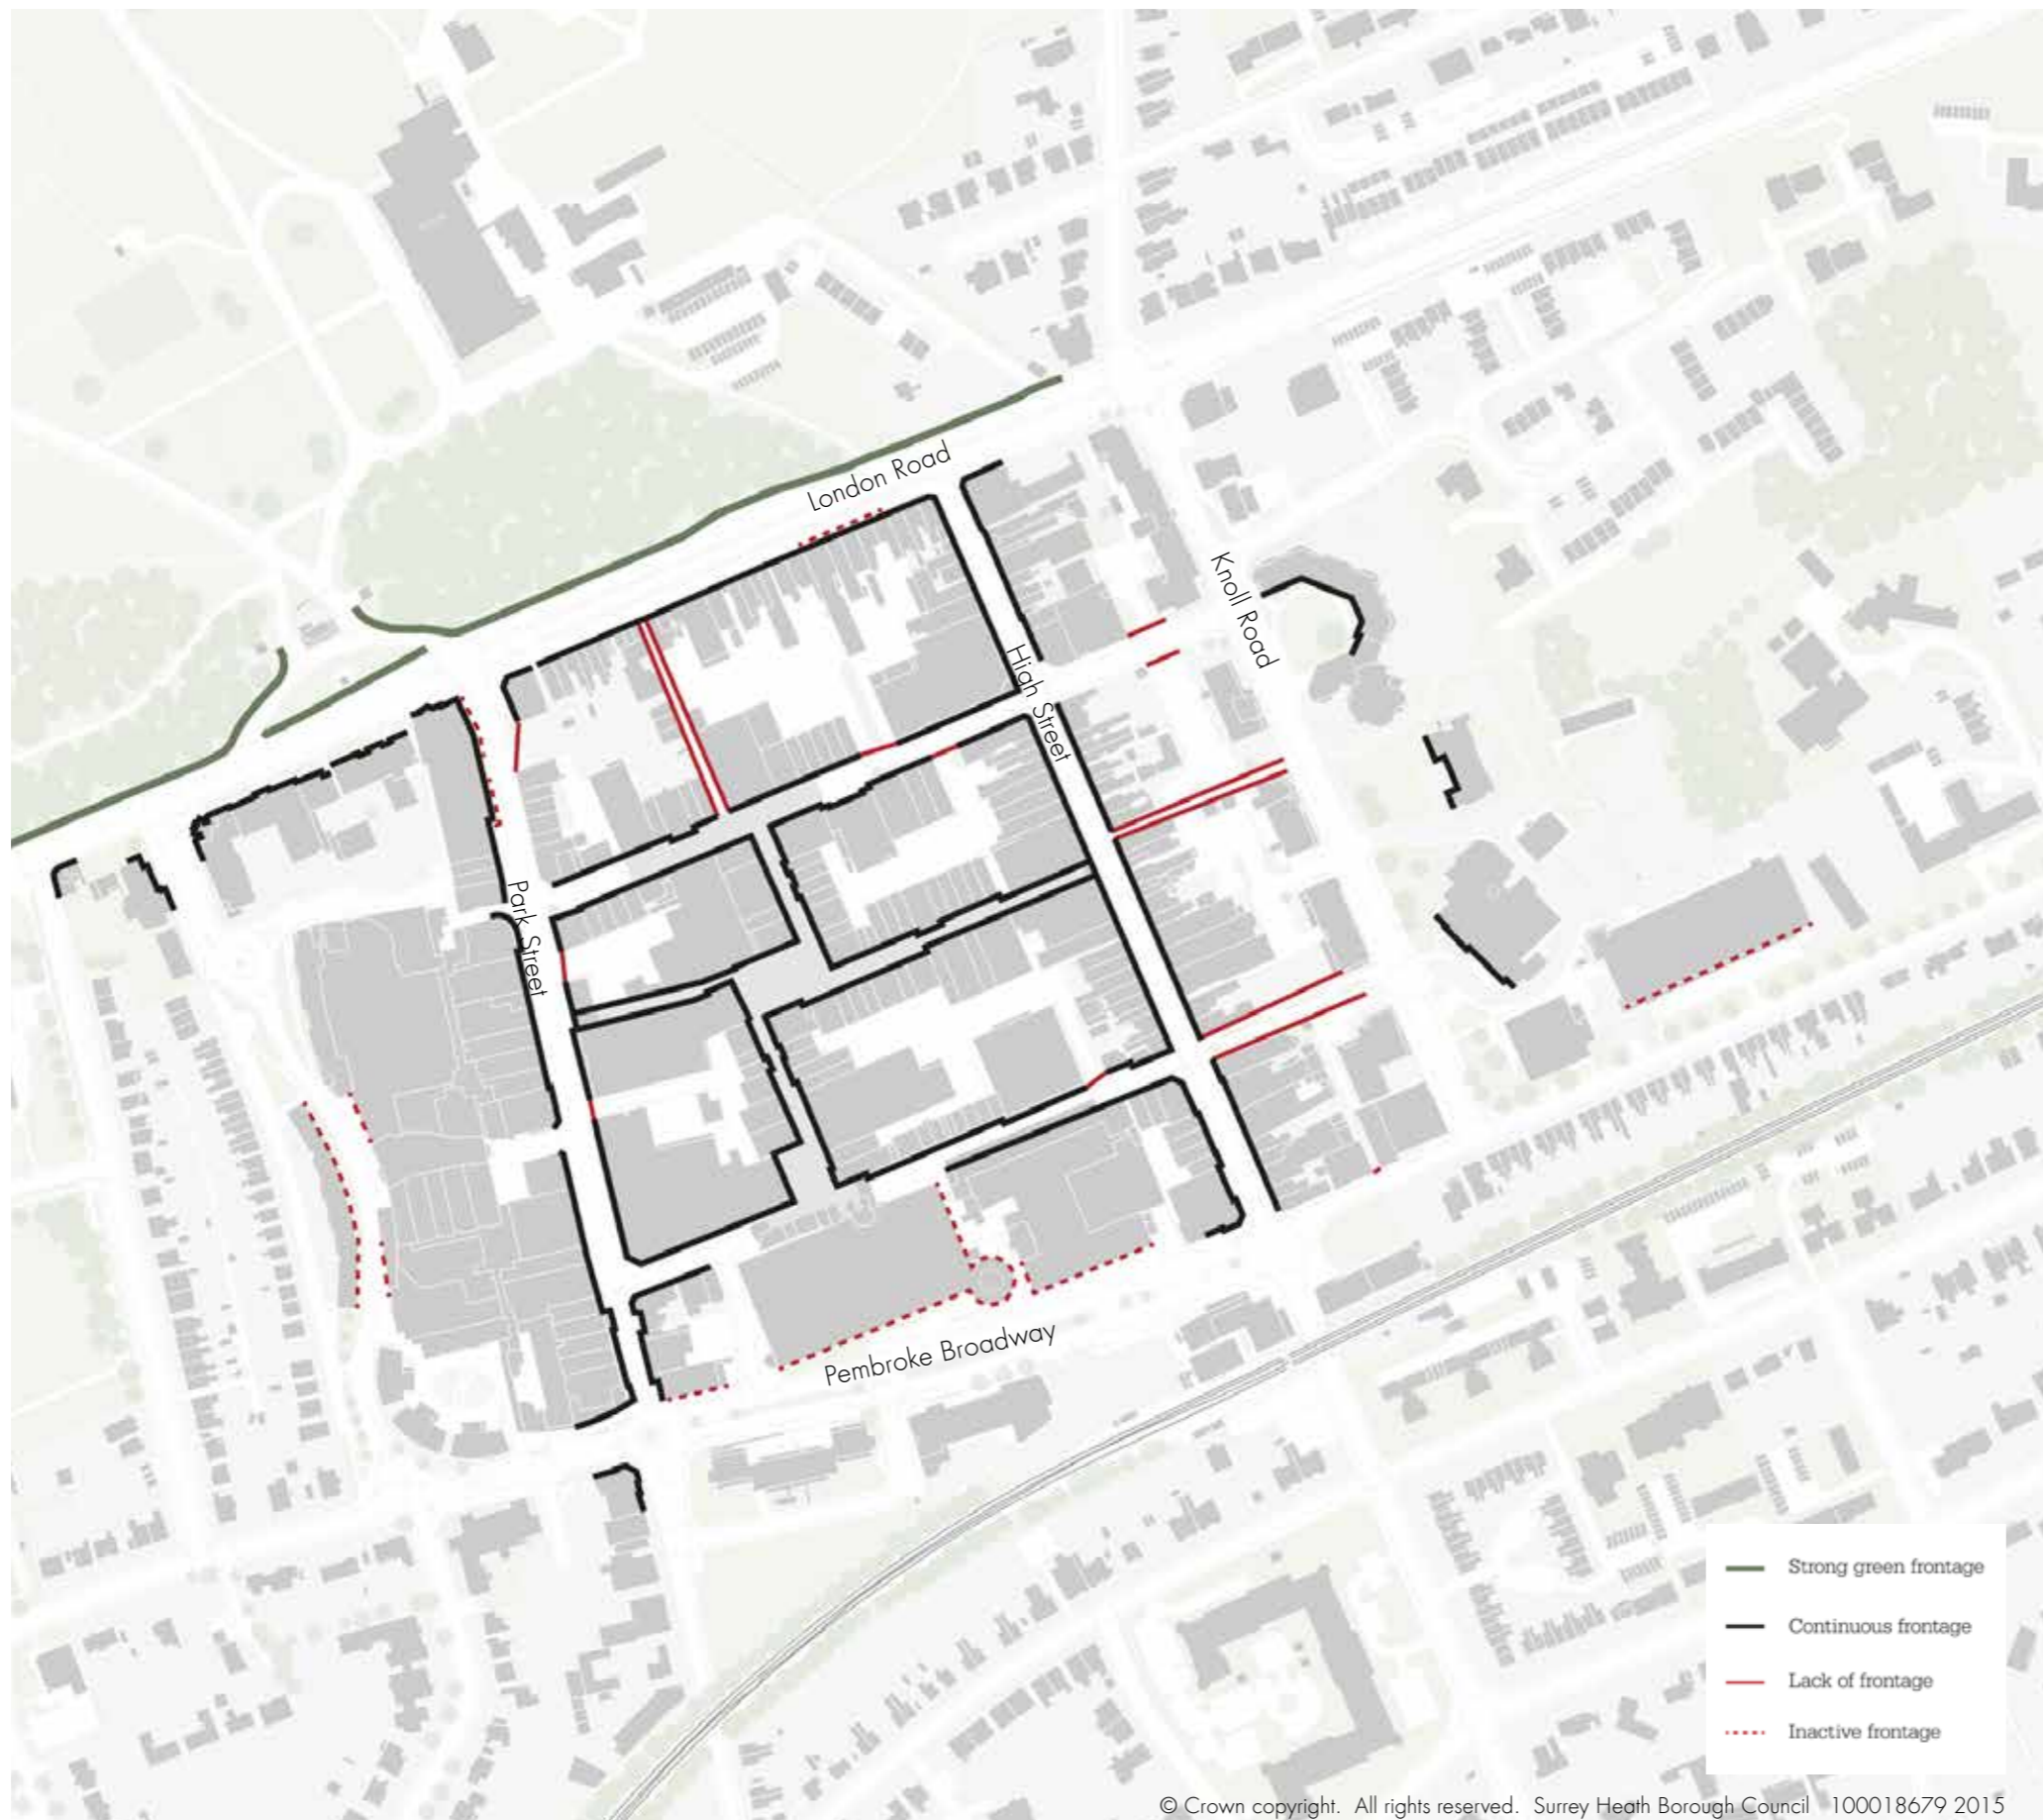 London Road
Knoll Road
High Street
Park Street
Pembroke Broadway
Strong green frontage
Continuous frontage
Lack of frontage
Inactive frontage
© Crown copyright. All rights reserved. Surrey Heath Borough Council 100018679 2015